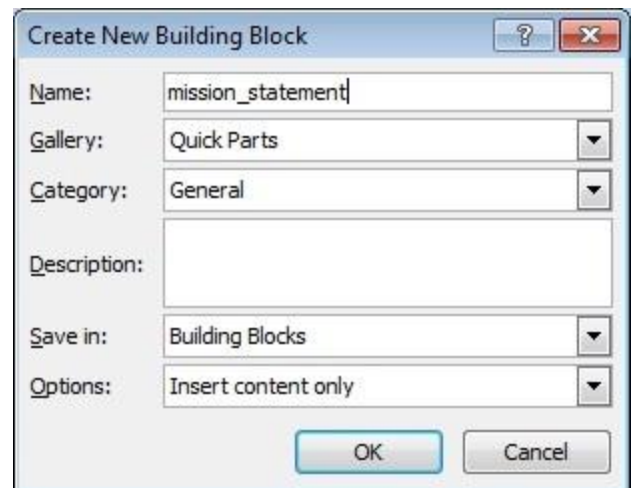 Create New Building Block ?
Name: mission_statement
Gallery: Quick Parts
Category: General
Description:
Save in: Building Blocks
Options: Insert content only
OK Cancel